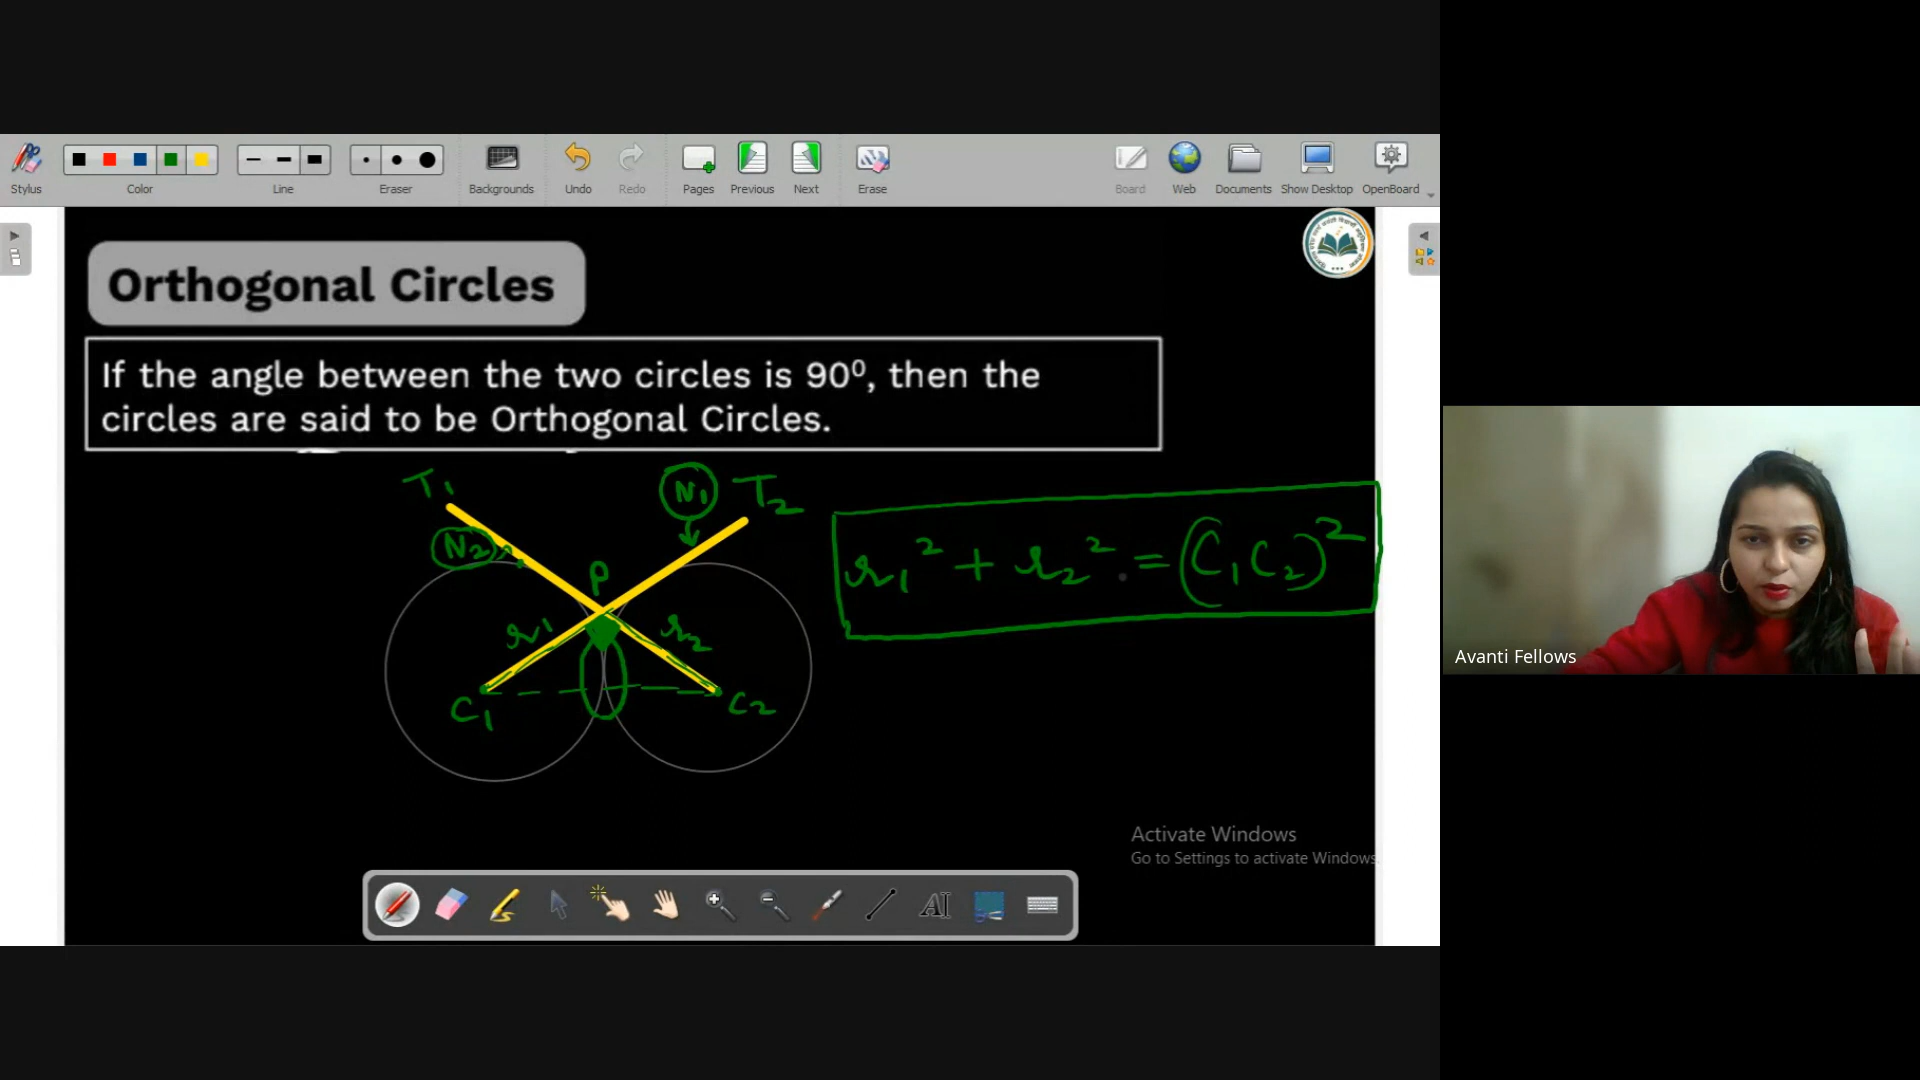 Stylus
Color
Line
Eraser
Backgrounds
Undo
Redo
Pages
Previous
Next
Erase
Board
Web
Documents
Show Desktop
OpenBoard
Orthogonal Circles
If the angle between the two circles is 90⁰, then the
circles are said to be Orthogonal Circles.
T₁
N₁
T₂
N₂
P
r₁
r₂
C₁
C₂
r₁² + r₂² = (C₁C₂)²
Avanti Fellows
Activate Windows
Go to Settings to activate Windows.
AI